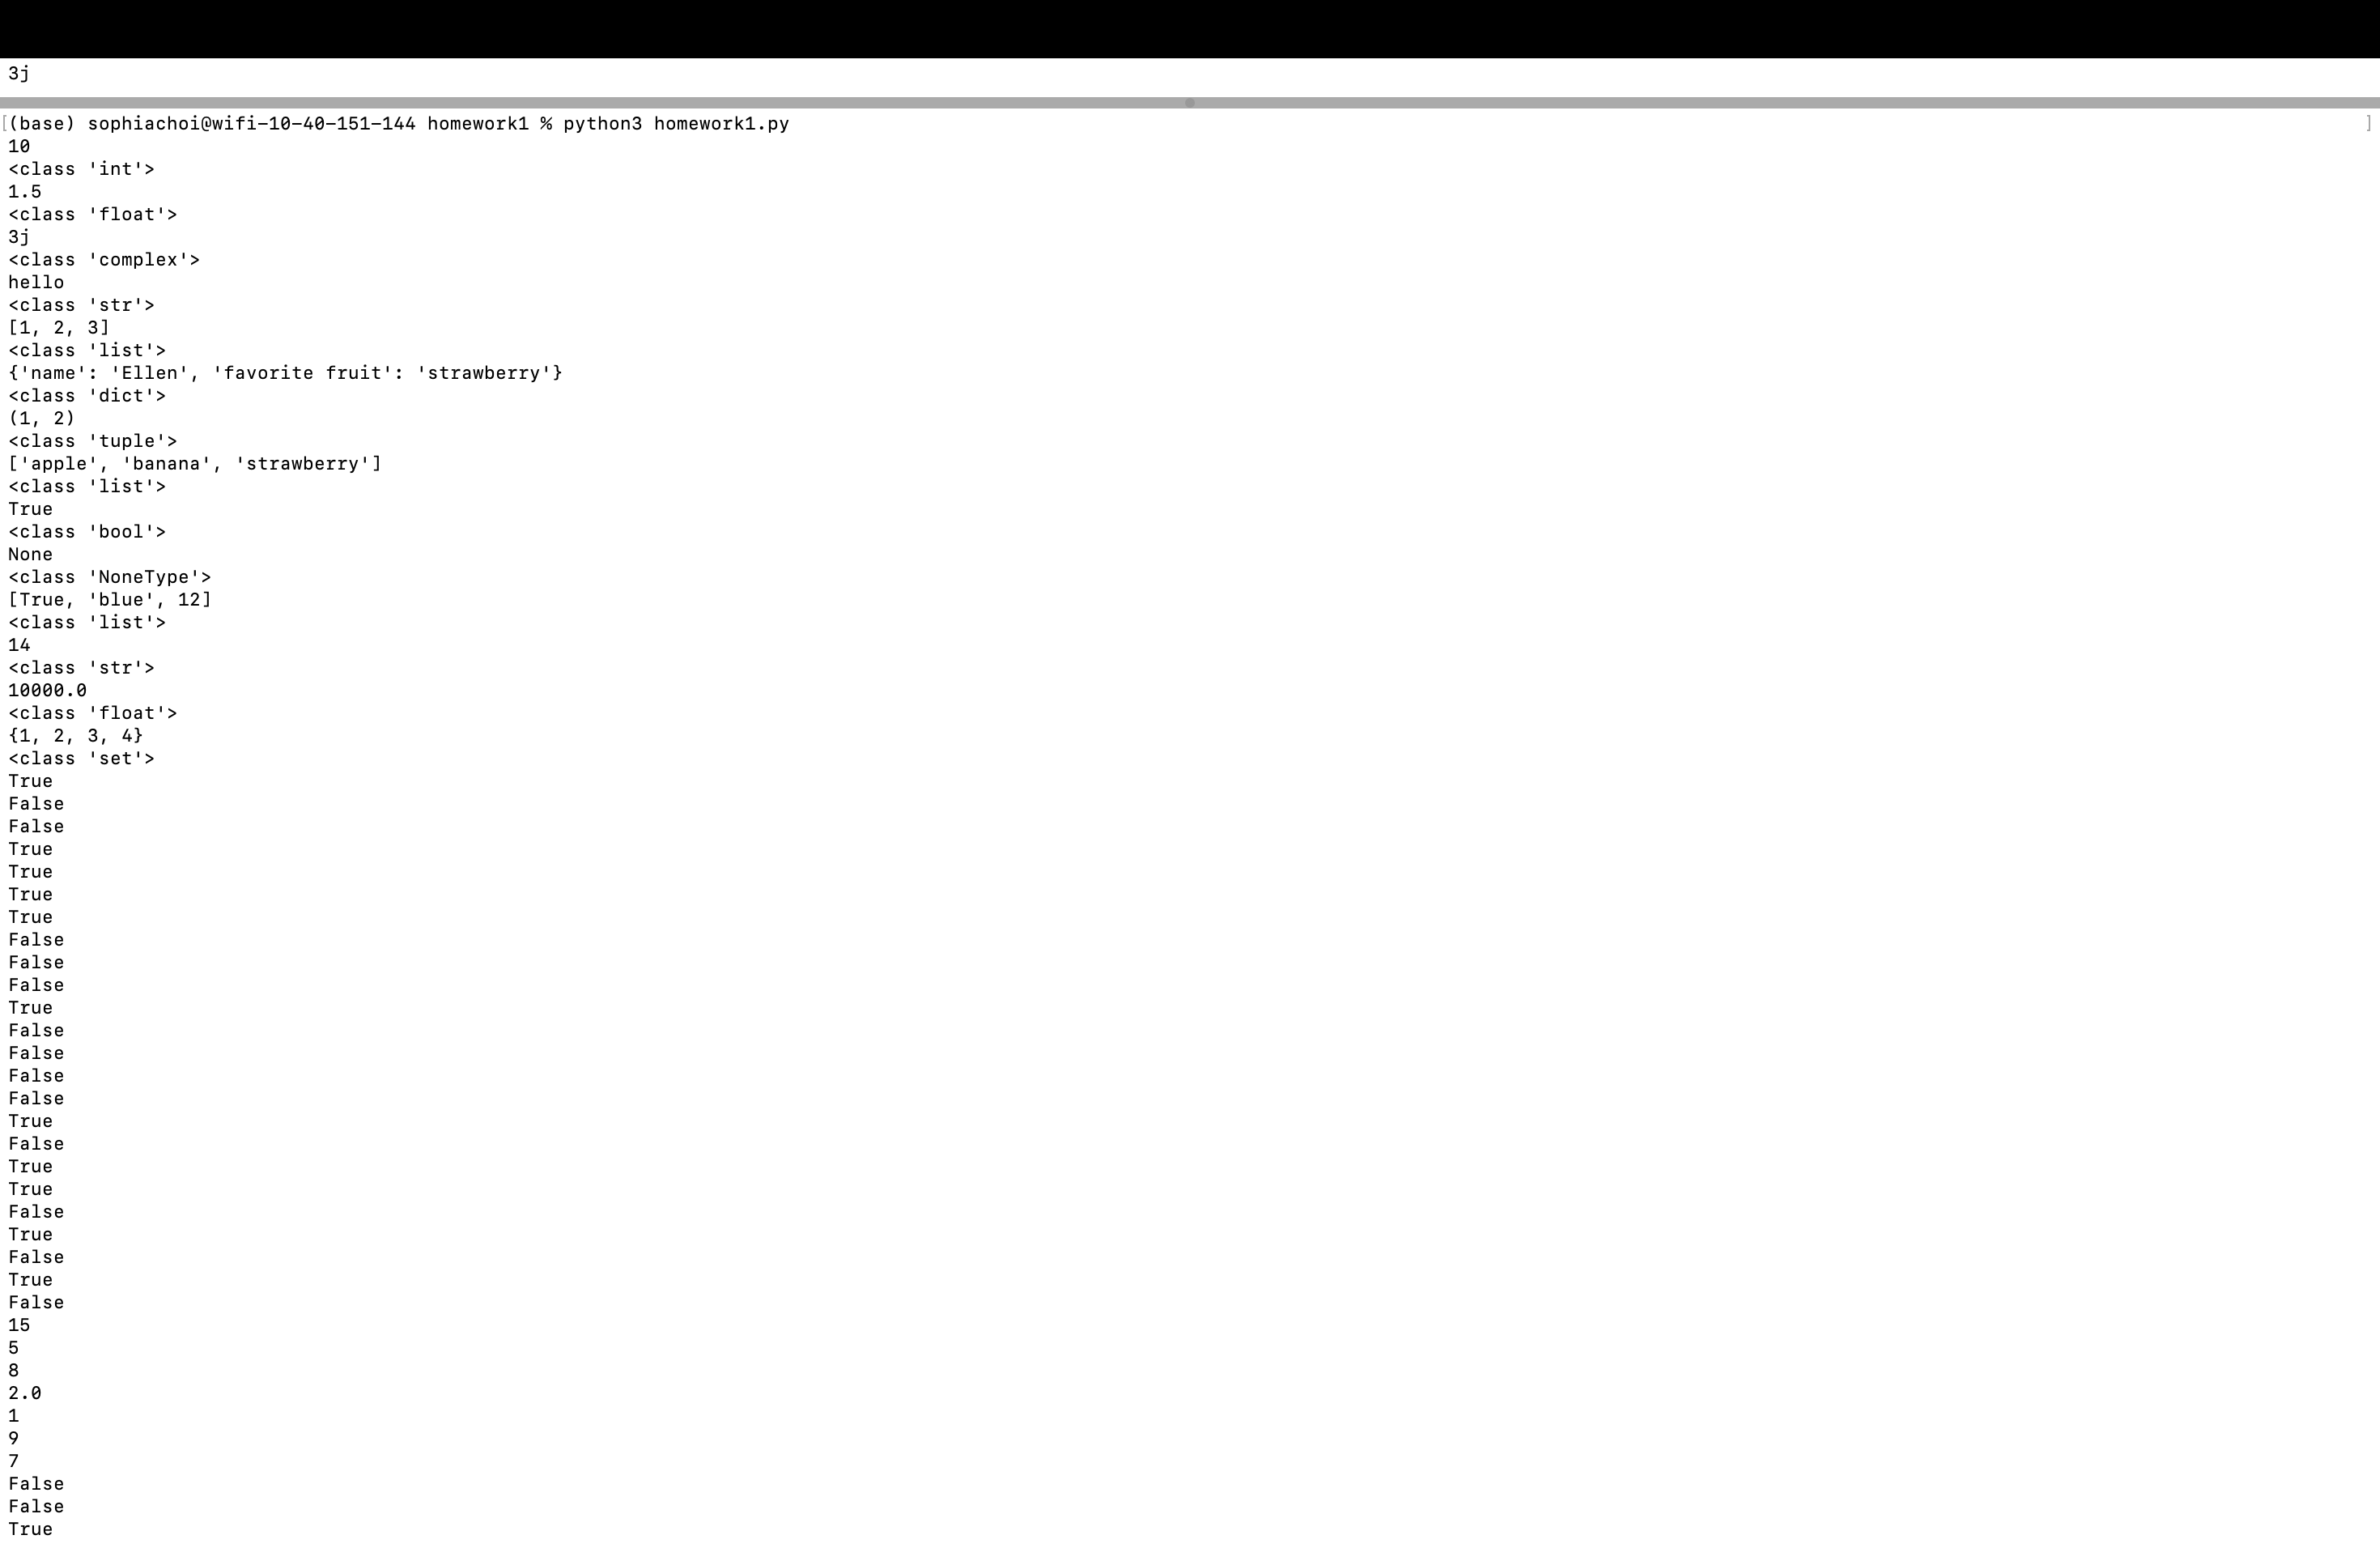 3j
(base) sophiachoi@wifi-10-40-151-144 homework1 % python3 homework1.py
10
<class 'int'>
1.5
<class 'float'>
3j
<class 'complex'>
hello
<class 'str'>
[1, 2, 3]
<class 'list'>
{'name': 'Ellen', 'favorite fruit': 'strawberry'}
<class 'dict'>
(1, 2)
<class 'tuple'>
['apple', 'banana', 'strawberry']
<class 'list'>
True
<class 'bool'>
None
<class 'NoneType'>
[True, 'blue', 12]
<class 'list'>
14
<class 'str'>
10000.0
<class 'float'>
{1, 2, 3, 4}
<class 'set'>
True
False
False
True
True
True
True
False
False
False
True
False
False
False
False
True
False
True
True
False
True
False
True
False
15
5
8
2.0
1
9
7
False
False
True